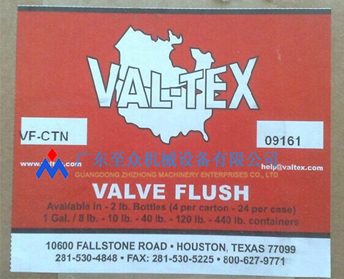 VAL-TEX
VF-CTN
09161
www.valtex.com
help@valtex.com
广东至众机械设备有限公司
GUANGDONG ZHIZHONG MACHINERY ENTERPRISES CO., LTD
VALVE FLUSH
Available in - 2 lb. Bottles (4 per carton - 24 per case)
1 Gal. / 8 lb. - 10 lb. - 40 lb. - 120 lb. - 440 lb. containers
10600 FALLSTONE ROAD • HOUSTON, TEXAS 77099
281-530-4848 • FAX: 281-530-5225 • 800-627-9771